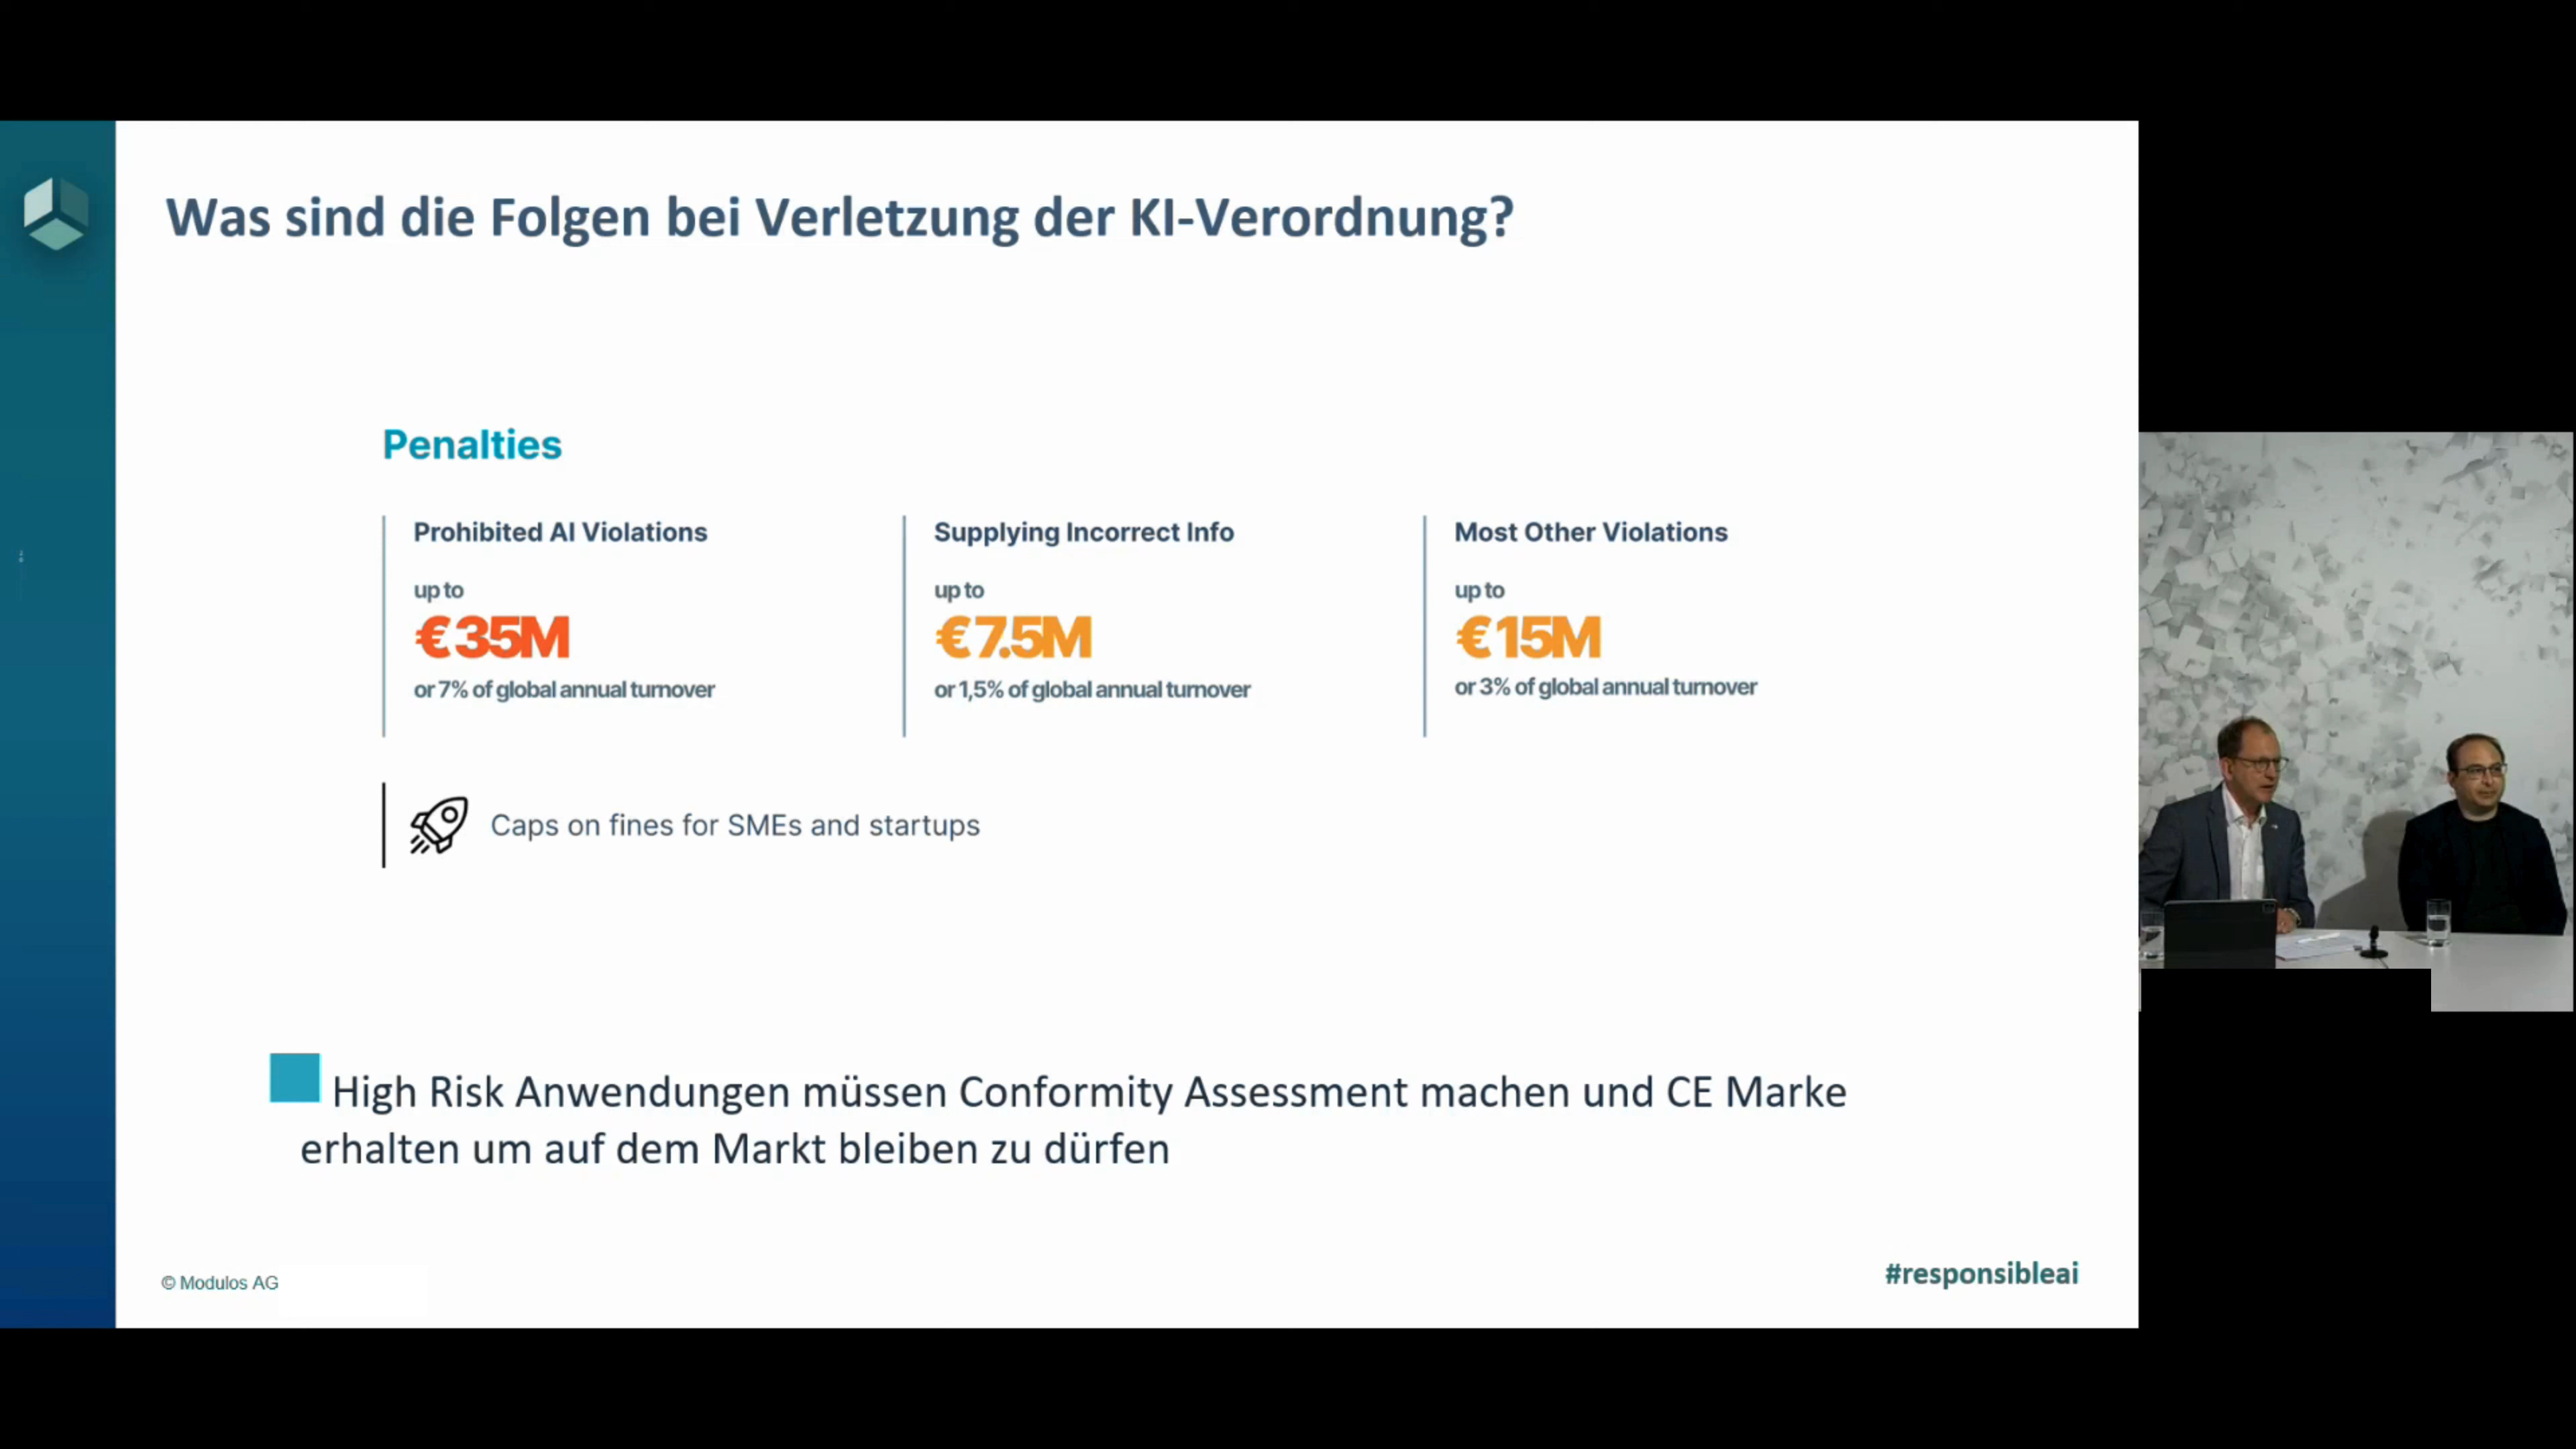 Was sind die Folgen bei Verletzung der KI-Verordnung?
Penalties
Prohibited AI Violations
up to
€35M
or 7% of global annual turnover
Supplying Incorrect Info
up to
€7.5M
or 1,5% of global annual turnover
Most Other Violations
up to
€15M
or 3% of global annual turnover
Caps on fines for SMEs and startups
High Risk Anwendungen müssen Conformity Assessment machen und CE Marke
erhalten um auf dem Markt bleiben zu dürfen
© Modulos AG
#responsibleai